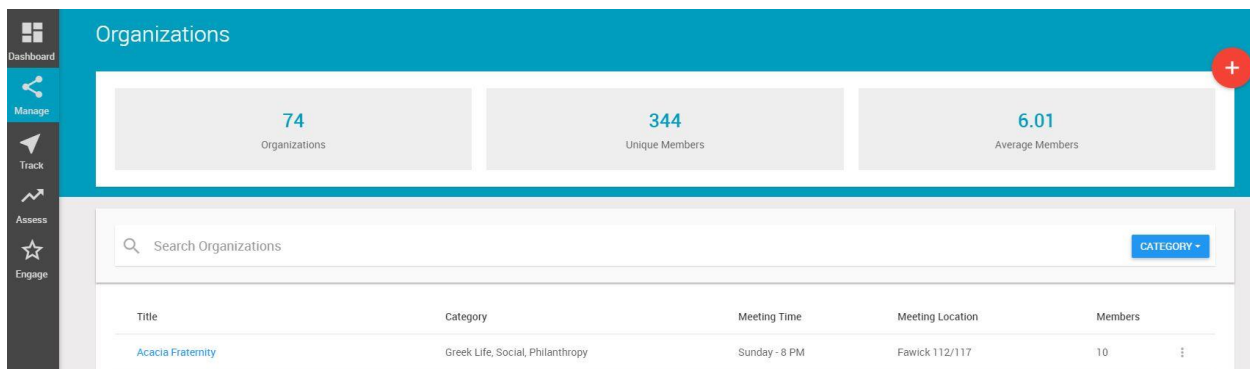 Dashboard
Manage
Track
Assess
Engage
Organizations
+
74
Organizations
344
Unique Members
6.01
Average Members
Search Organizations
CATEGORY
Title Category Meeting Time Meeting Location Members
Acacia Fraternity Greek Life, Social, Philanthropy Sunday - 8 PM Fawick 112/117 10